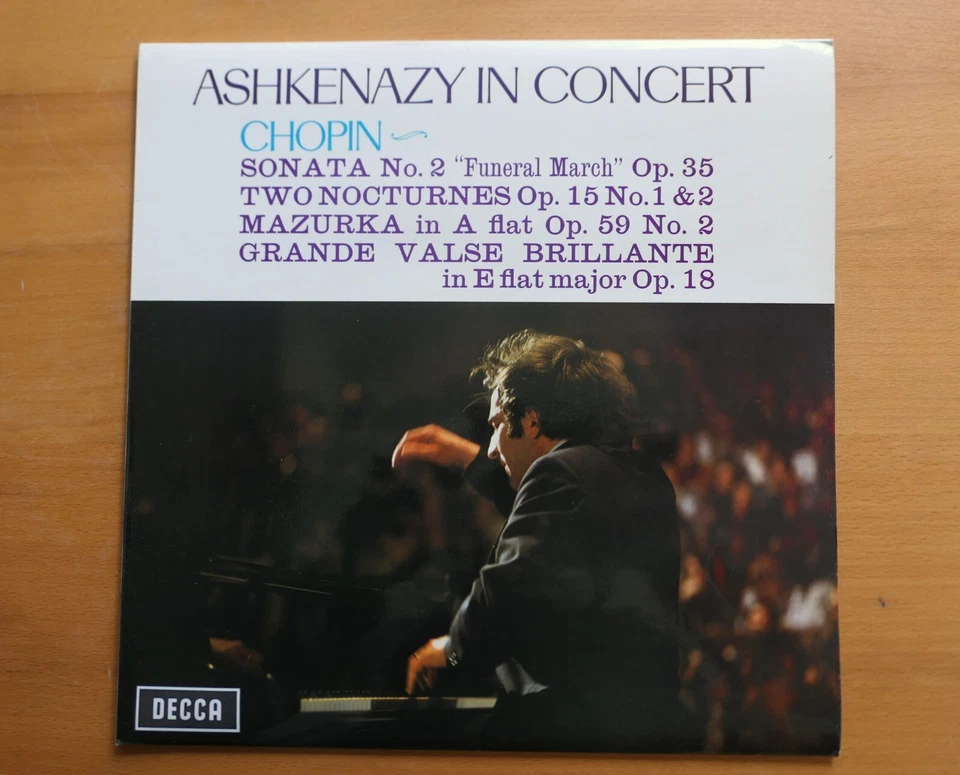 ASHKENAZY IN CONCERT
CHOPIN
SONATA No. 2 "Funeral March" Op. 35
TWO NOCTURNES Op. 15 No. 1 & 2
MAZURKA in A flat Op. 59 No. 2
GRANDE VALSE BRILLANTE
in E flat major Op. 18
DECCA